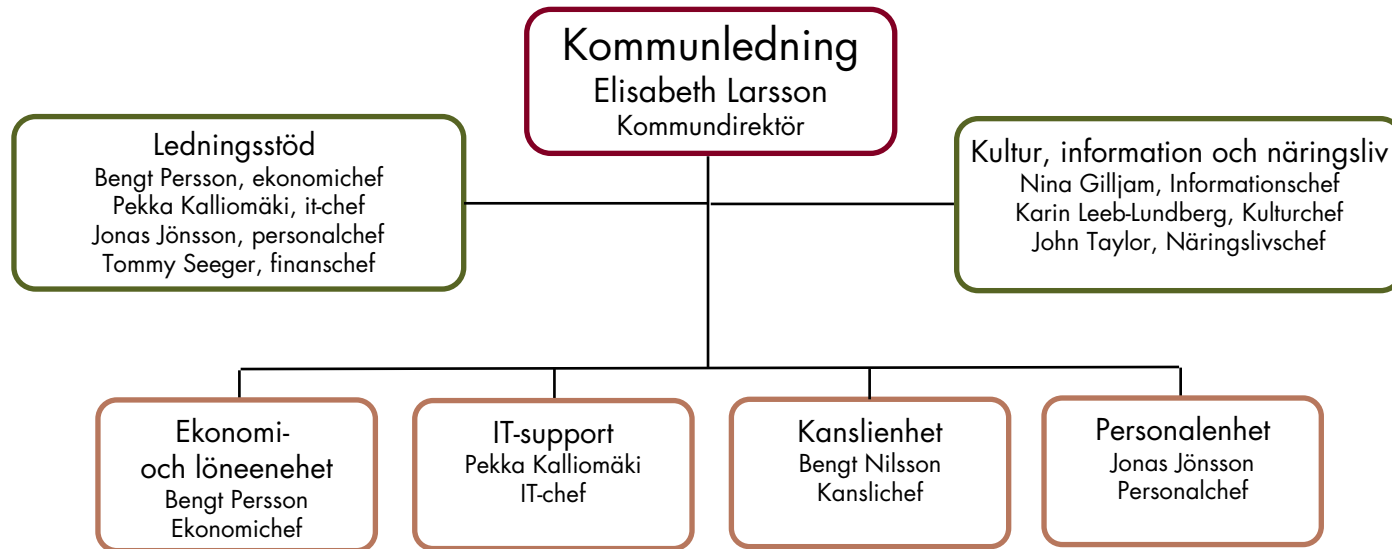 Kommunledning
Elisabeth Larsson
Kommundirektör
Ledningsstöd
Bengt Persson, ekonomichef
Pekka Kalliomäki, it-chef
Jonas Jönsson, personalchef
Tommy Seeger, finanschef
Kultur, information och näringsliv
Nina Gilljam, Informationschef
Karin Leeb-Lundberg, Kulturchef
John Taylor, Näringslivschef
Ekonomi-
och löneenehet
Bengt Persson
Ekonomichef
IT-support
Pekka Kalliomäki
IT-chef
Kanslienhet
Bengt Nilsson
Kanslichef
Personalenhet
Jonas Jönsson
Personalchef